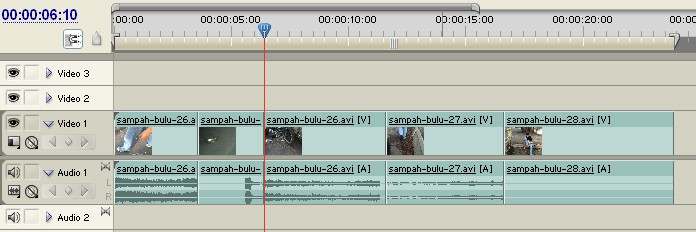 00:00:06:10
:00:00 00:00:05:00 00:00:10:00 00:00:15:00 00:00:20:00 00:00
Video 3
Video 2
Video 1 sampah-bulu-26.a sampah-bulu- sampah-bulu-26.avi [V] sampah-bulu-27.avi [V] sampah-bulu-28.avi [V]
Audio 1 sampah-bulu-26.a sampah-bulu- sampah-bulu-26.avi [A] sampah-bulu-27.avi [A] sampah-bulu-28.avi [A]
L
R
Audio 2